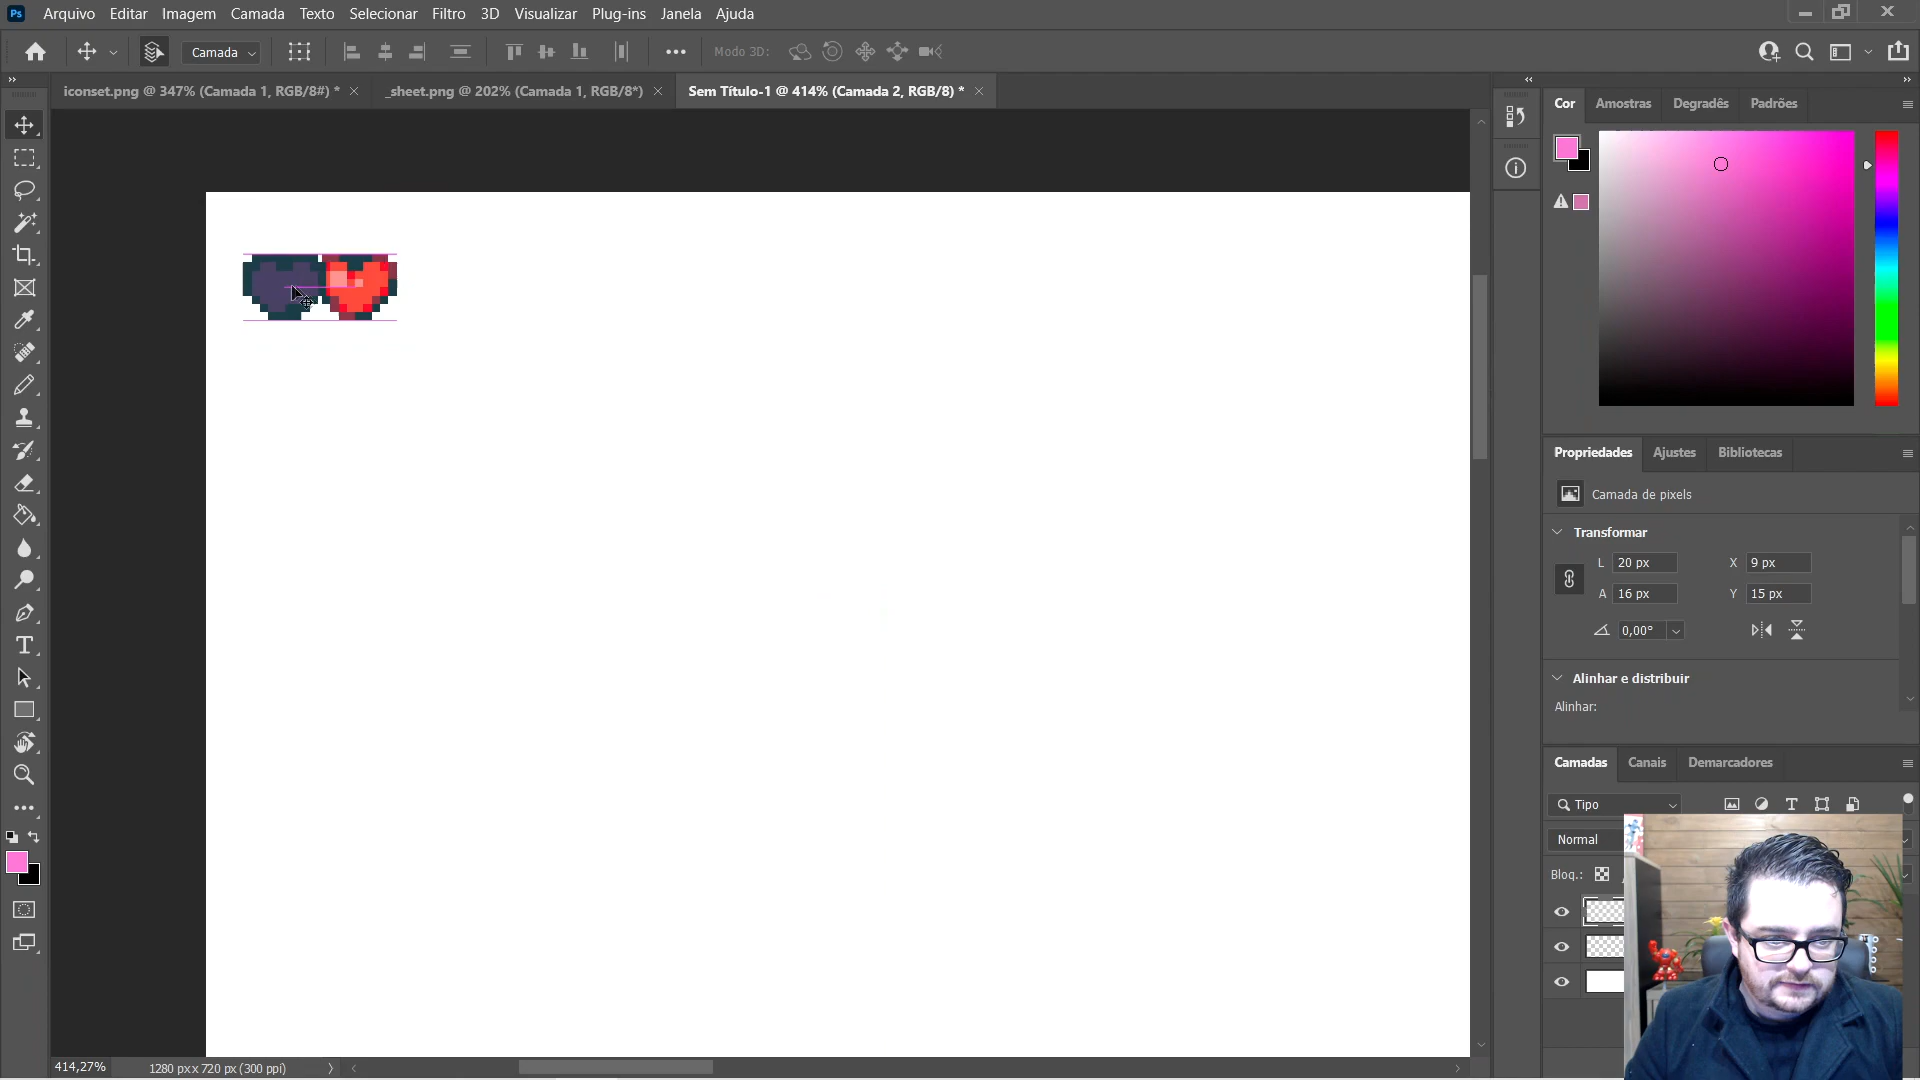 Ps Arquivo Editar Imagem Camada Texto Selecionar Filtro 3D Visualizar Plug-ins Janela Ajuda
Camada Modo 3D:
iconset.png @ 347% (Camada 1, RGB/8#) * _sheet.png @ 202% (Camada 1, RGB/8*) Sem Título-1 @ 414% (Camada 2, RGB/8) *
Cor Amostras Degradês Padrões
Propriedades Ajustes Bibliotecas
Camada de pixels
Transformar
L 20 px X 9 px
A 16 px Y 15 px
0,00°
Alinhar e distribuir
Alinhar:
Camadas Canais Demarcadores
Tipo
Normal
Bloq.:
414,27% 1280 px x 720 px (300 ppi)